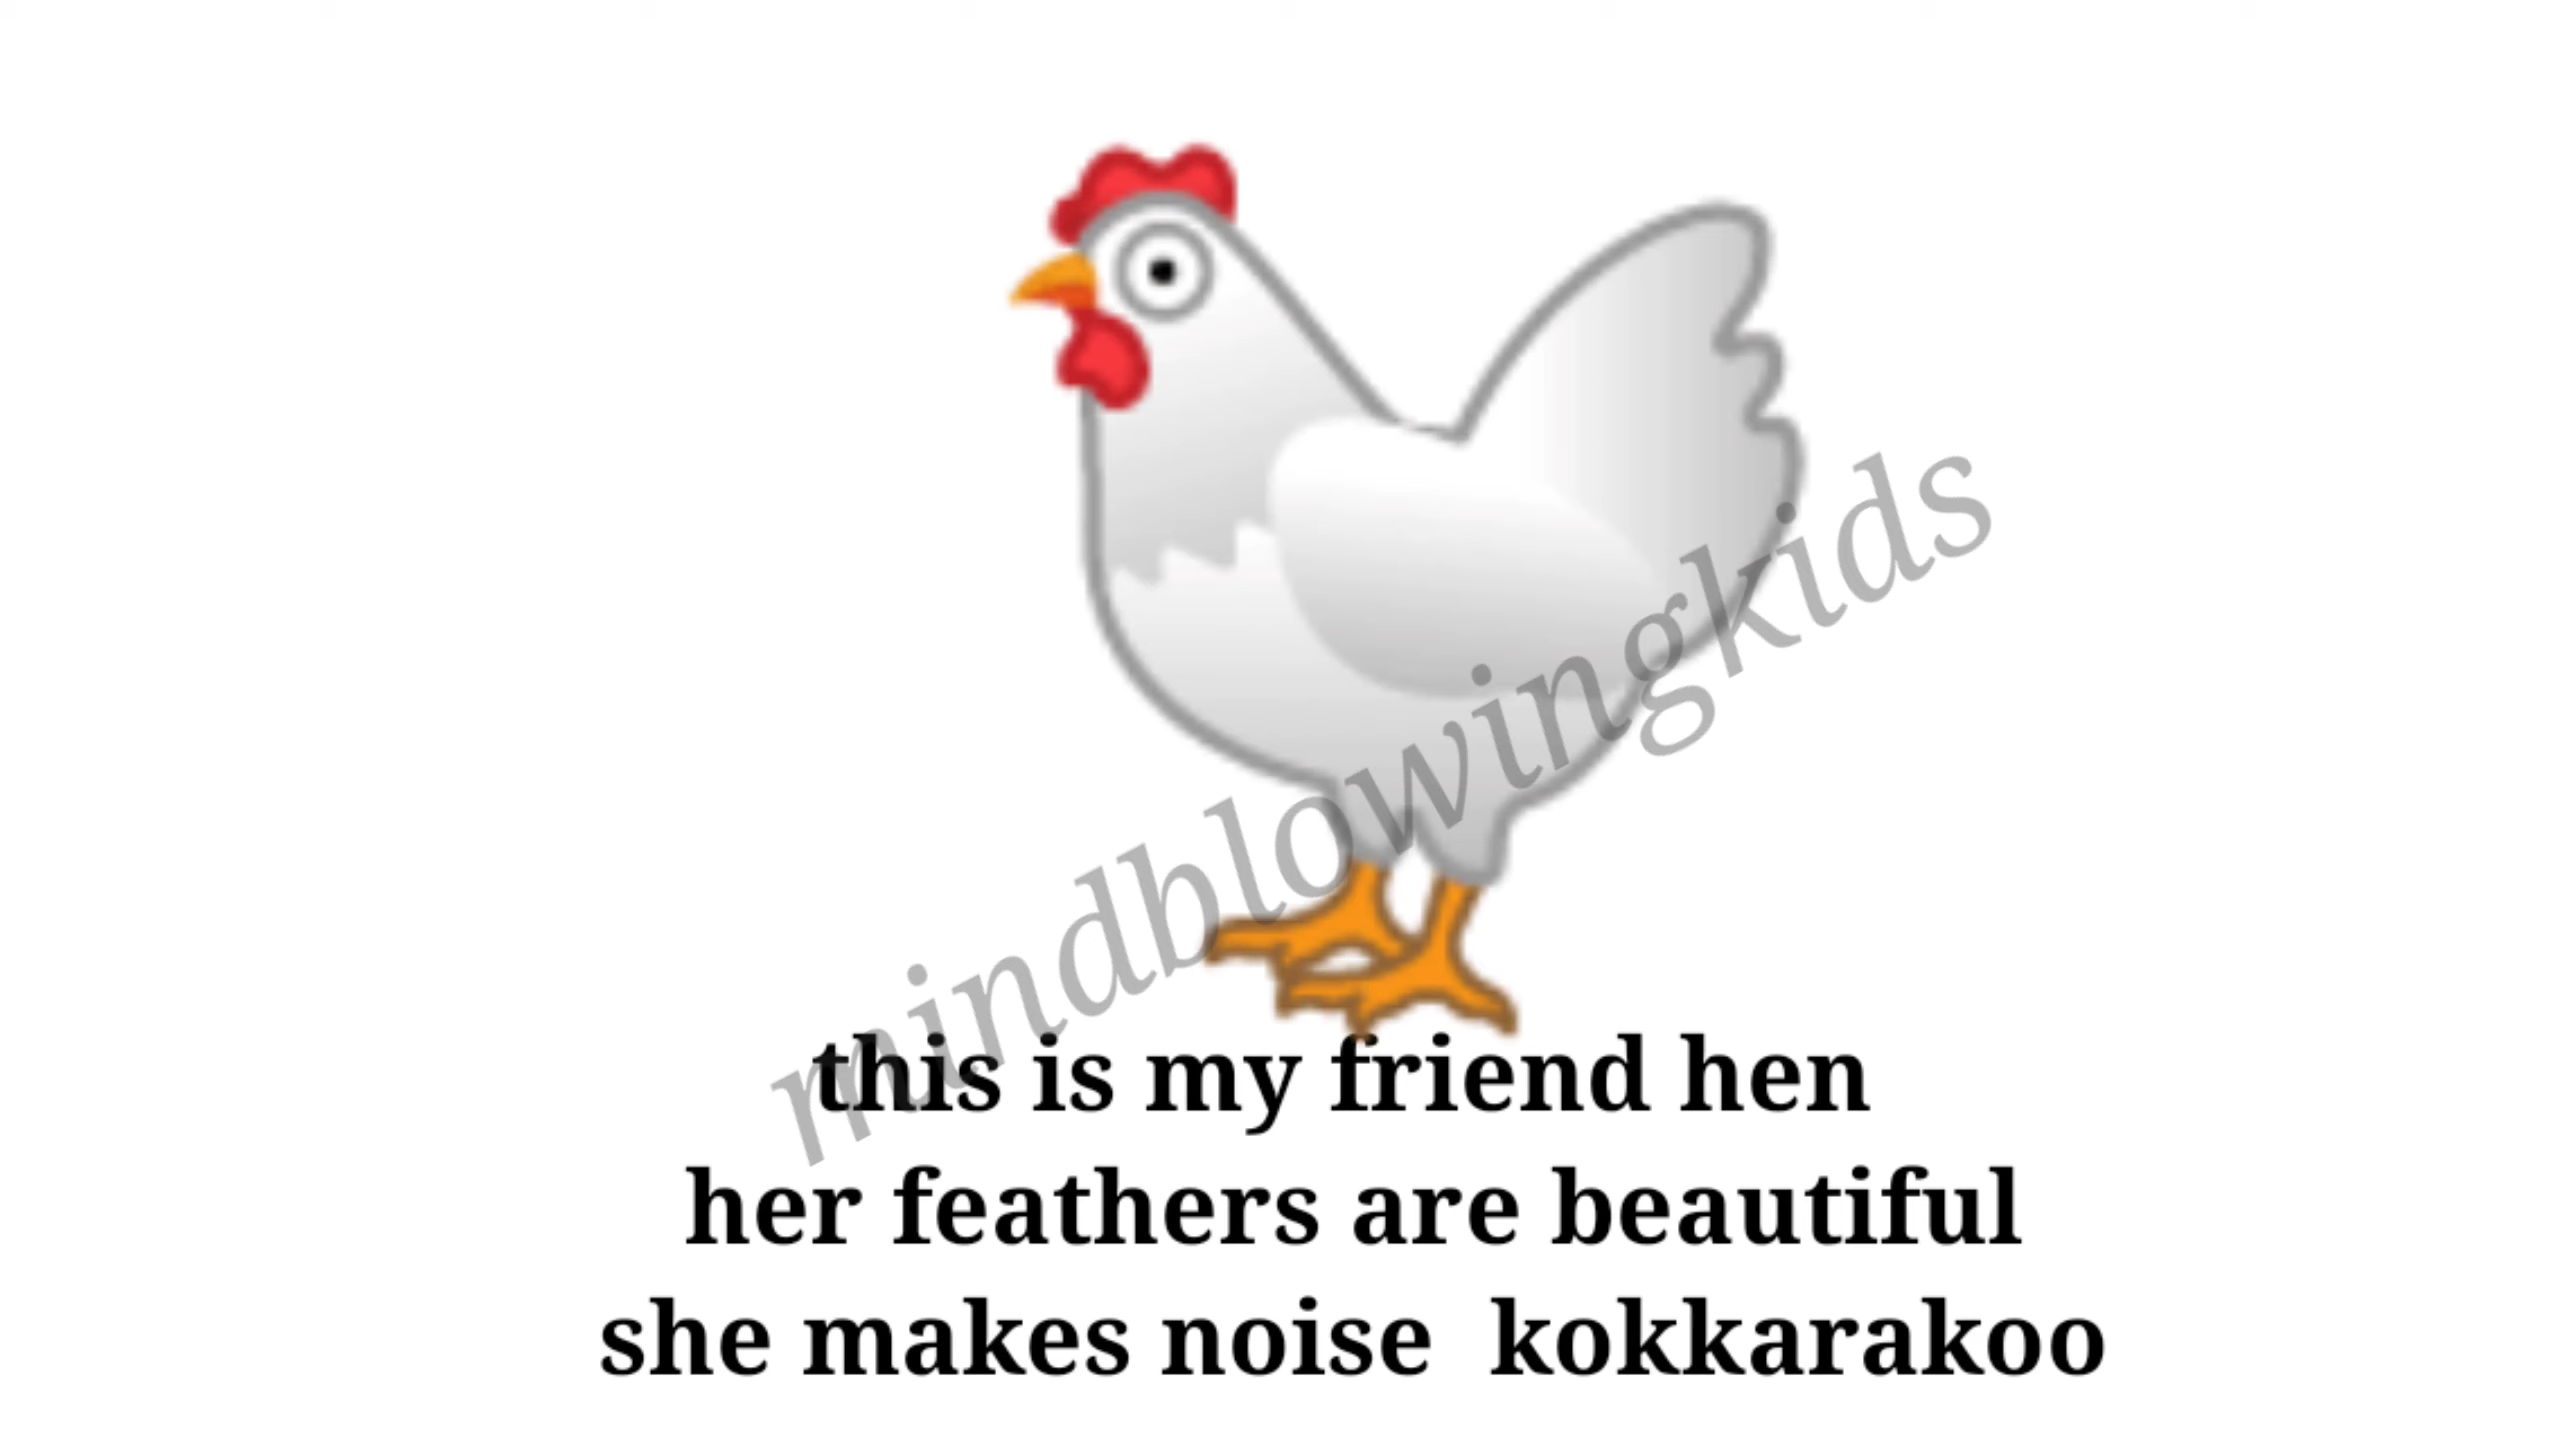 mindblowingkids
this is my friend hen
her feathers are beautiful
she makes noise  kokkarakoo